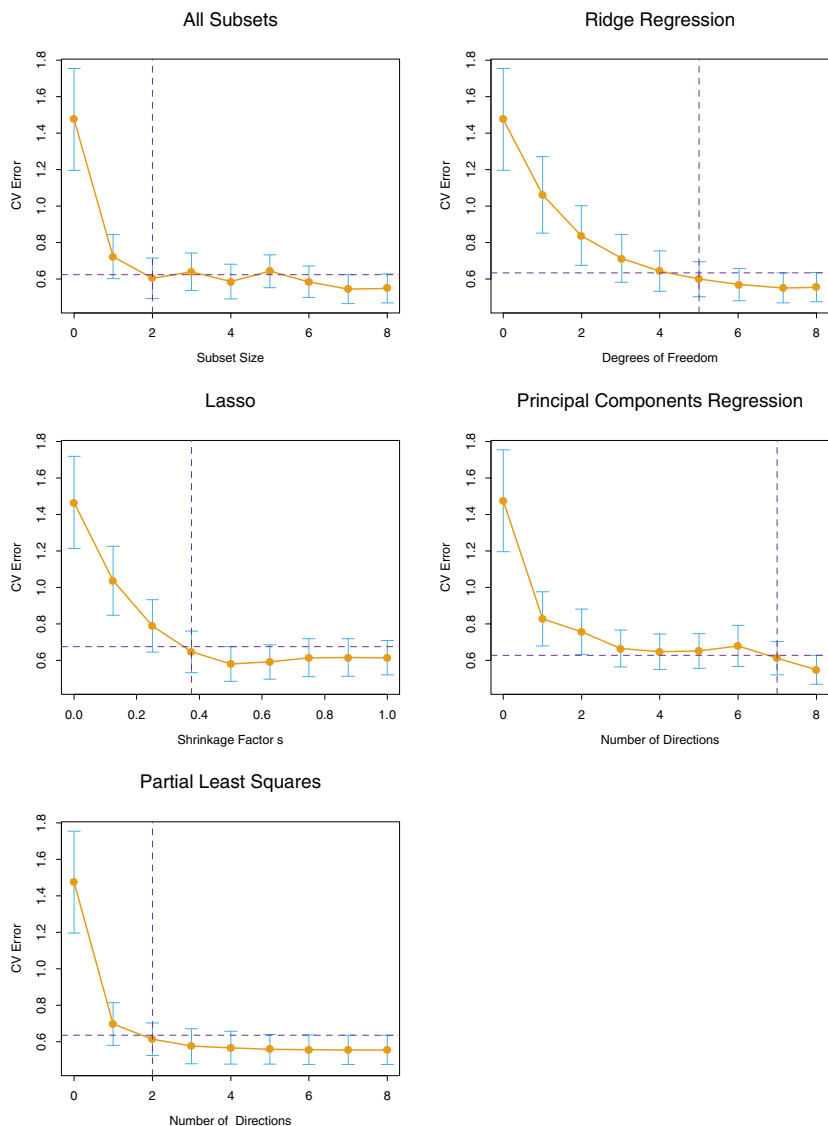 All Subsets
1.8
1.6
1.4
1.2
1.0
0.8
0.6
CV Error
0 2 4 6 8
Subset Size
Ridge Regression
1.8
1.6
1.4
1.2
1.0
0.8
0.6
CV Error
0 2 4 6 8
Degrees of Freedom
Lasso
1.8
1.6
1.4
1.2
1.0
0.8
0.6
CV Error
0.0 0.2 0.4 0.6 0.8 1.0
Shrinkage Factor s
Principal Components Regression
1.8
1.6
1.4
1.2
1.0
0.8
0.6
CV Error
0 2 4 6 8
Number of Directions
Partial Least Squares
1.8
1.6
1.4
1.2
1.0
0.8
0.6
CV Error
0 2 4 6 8
Number of Directions